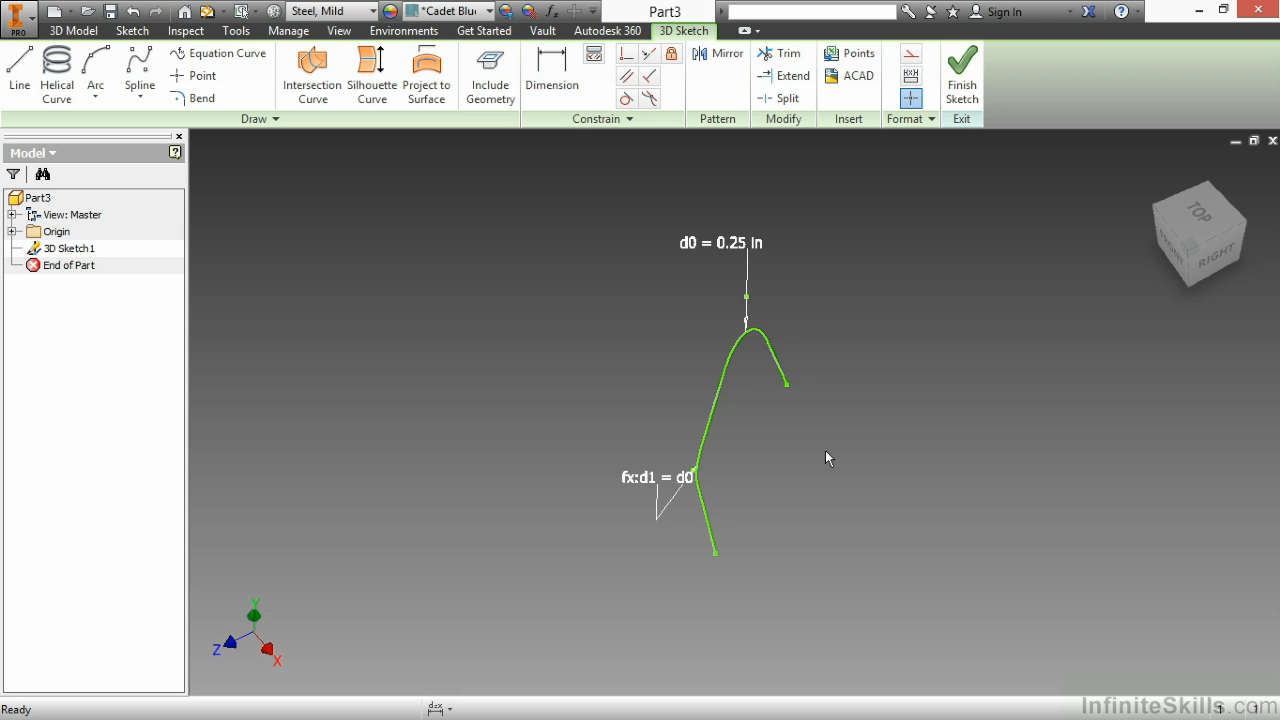 PRO
Steel, Mild
*Cadet Blue
fx
Part3
Sign In
3D Model
Sketch
Inspect
Tools
Manage
View
Environments
Get Started
Vault
Autodesk 360
3D Sketch
Line
Helical Curve
Arc
Spline
Equation Curve
Point
Bend
Intersection Curve
Silhouette Curve
Project to Surface
Include Geometry
Dimension
Mirror
Trim
Extend
Split
Points
ACAD
Finish Sketch
Draw
Constrain
Pattern
Modify
Insert
Format
Exit
Model
Part3
View: Master
Origin
3D Sketch1
End of Part
d0 = 0.25 in
fx:d1 = d0
TOP
FRONT
RIGHT
Y
Z
X
Ready
InfiniteSkills.com